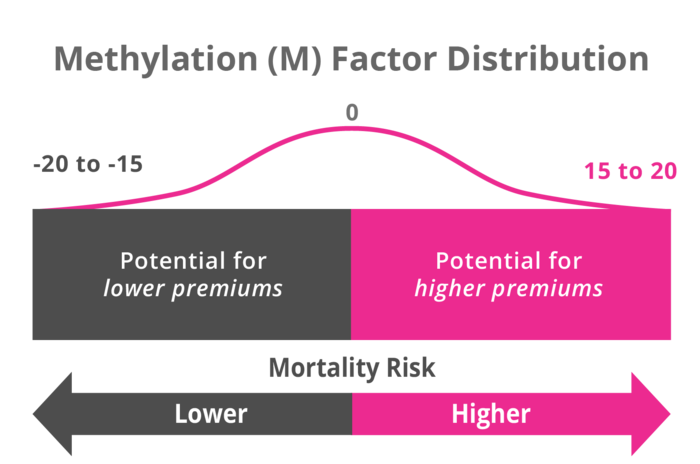 Methylation (M) Factor Distribution
0
-20 to -15
15 to 20
Potential for
lower premiums
Potential for
higher premiums
Mortality Risk
Lower
Higher